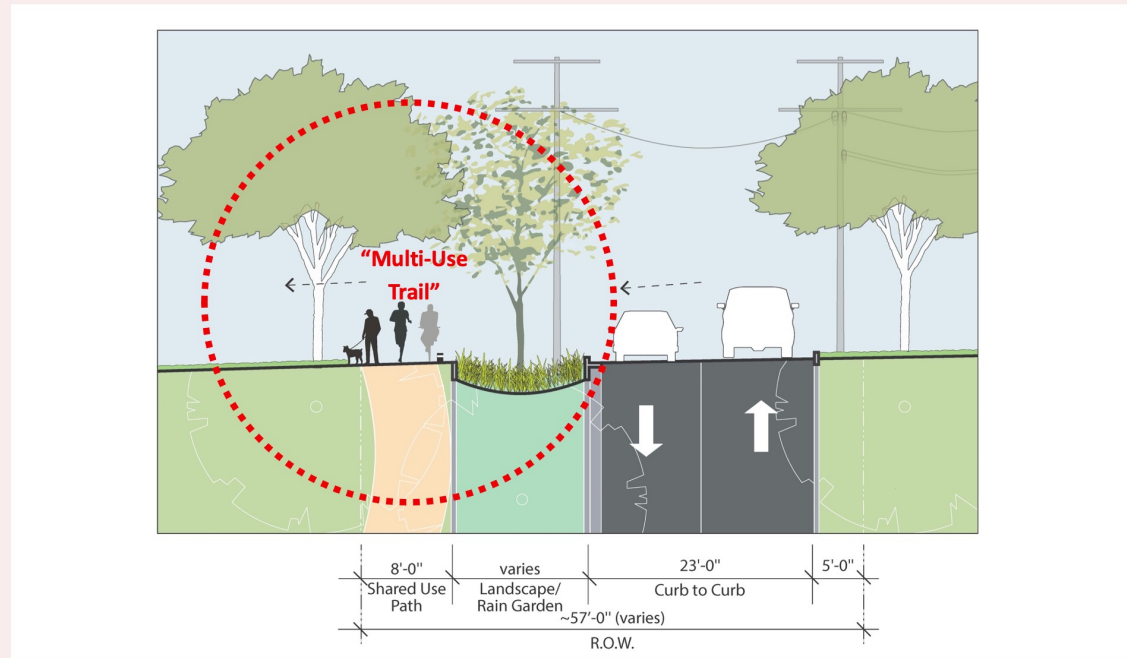 “Multi-Use
Trail”
8'-0"
Shared Use
Path
varies
Landscape/
Rain Garden
23'-0"
Curb to Curb
5'-0"
~57'-0" (varies)
R.O.W.